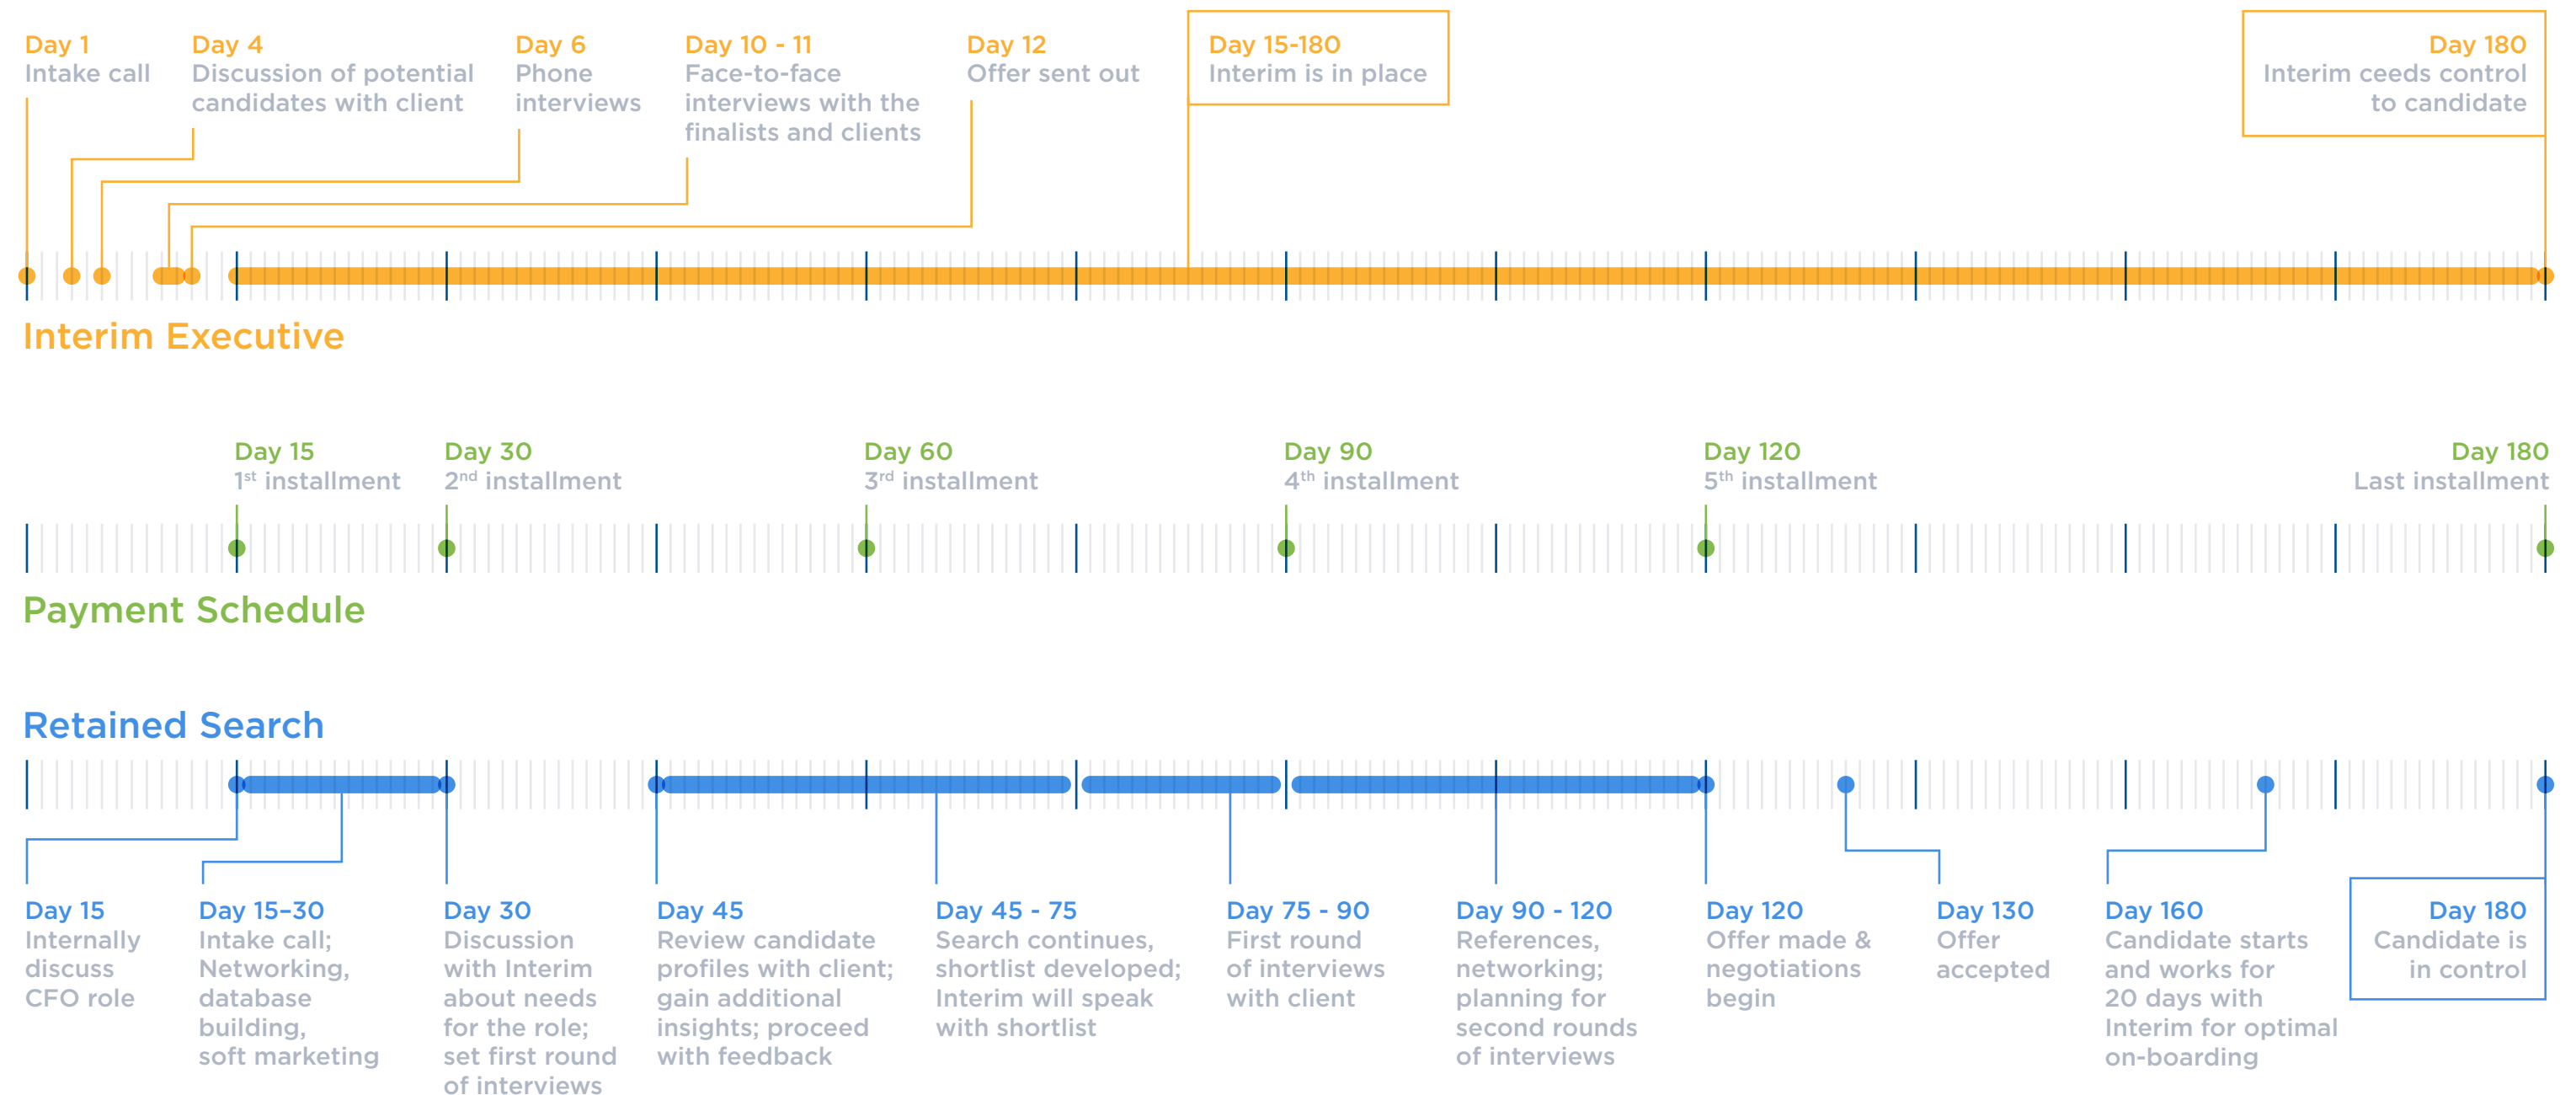 Day 1
Intake call
Day 4
Discussion of potential
candidates with client
Day 6
Phone
interviews
Day 10 - 11
Face-to-face
interviews with the
finalists and clients
Day 12
Offer sent out
Day 15-180
Interim is in place
Day 180
Interim ceeds control
to candidate
Interim Executive
Day 15
1st installment
Day 30
2nd installment
Day 60
3rd installment
Day 90
4th installment
Day 120
5th installment
Day 180
Last installment
Payment Schedule
Retained Search
Day 15
Internally
discuss
CFO role
Day 15–30
Intake call;
Networking,
database
building,
soft marketing
Day 30
Discussion
with Interim
about needs
for the role;
set first round
of interviews
Day 45
Review candidate
profiles with client;
gain additional
insights; proceed
with feedback
Day 45 - 75
Search continues,
shortlist developed;
Interim will speak
with shortlist
Day 75 - 90
First round
of interviews
with client
Day 90 - 120
References,
networking;
planning for
second rounds
of interviews
Day 120
Offer made &
negotiations
begin
Day 130
Offer
accepted
Day 160
Candidate starts
and works for
20 days with
Interim for optimal
on-boarding
Day 180
Candidate is
in control